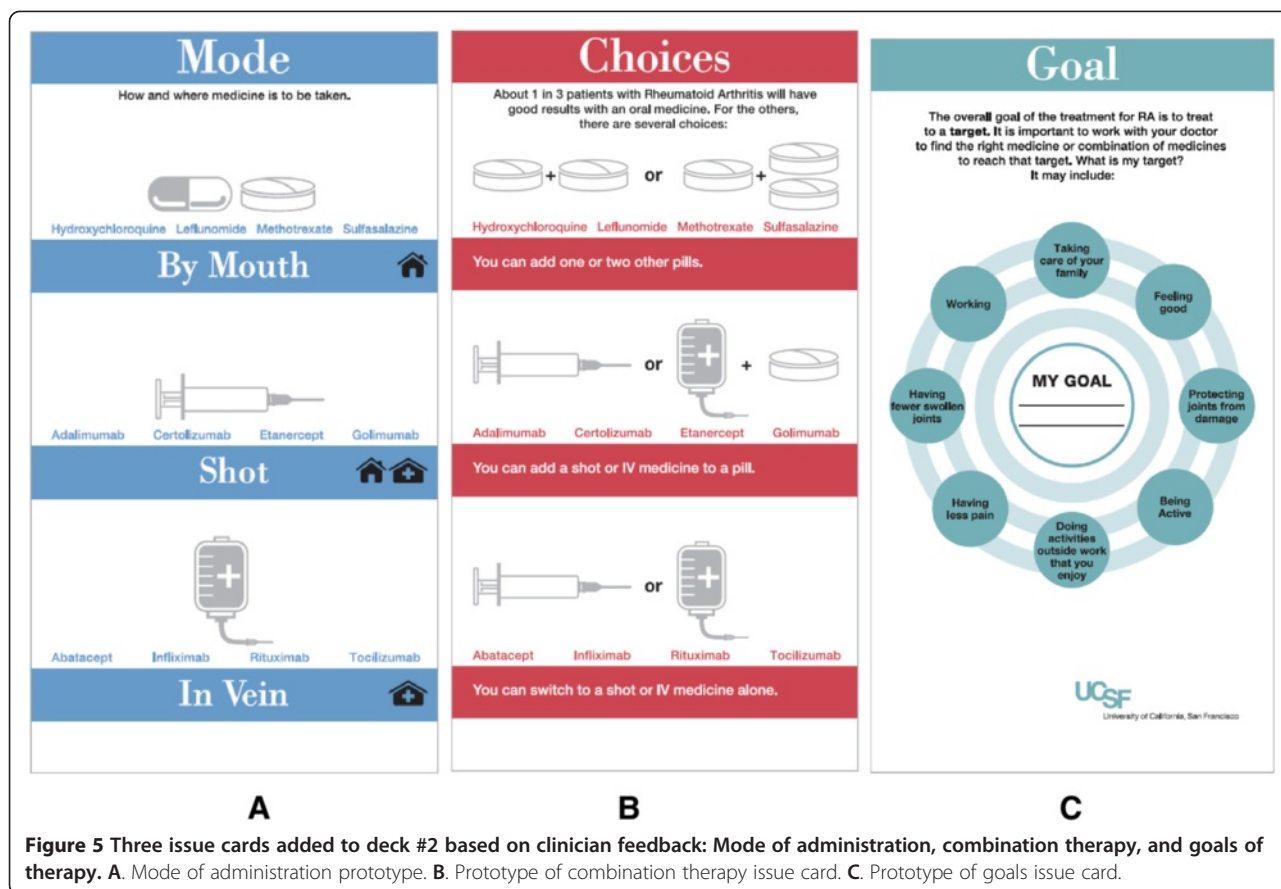 Mode
How and where medicine is to be taken.
Hydroxychloroquine Leflunomide Methotrexate Sulfasalazine
By Mouth
Adalimumab Certolizumab Etanercept Golimumab
Shot
Abatacept Infliximab Rituximab Tocilizumab
In Vein
A
Choices
About 1 in 3 patients with Rheumatoid Arthritis will have
good results with an oral medicine. For the others,
there are several choices:
+ or +
Hydroxychloroquine Leflunomide Methotrexate Sulfasalazine
You can add one or two other pills.
or +
Adalimumab Certolizumab Etanercept Golimumab
You can add a shot or IV medicine to a pill.
or
Abatacept Infliximab Rituximab Tocilizumab
You can switch to a shot or IV medicine alone.
B
Goal
The overall goal of the treatment for RA is to treat
to a target. It is important to work with your doctor
to find the right medicine or combination of medicines
to reach that target. What is my target?
It may include:
Taking
care of your
family
Feeling
good
Protecting
joints from
damage
Being
Active
Doing
activities
outside work
that you
enjoy
Having
less pain
Having
fewer swollen
joints
Working
MY GOAL
UCSF
University of California, San Francisco
C
Figure 5 Three issue cards added to deck #2 based on clinician feedback: Mode of administration, combination therapy, and goals of
therapy. A. Mode of administration prototype. B. Prototype of combination therapy issue card. C. Prototype of goals issue card.